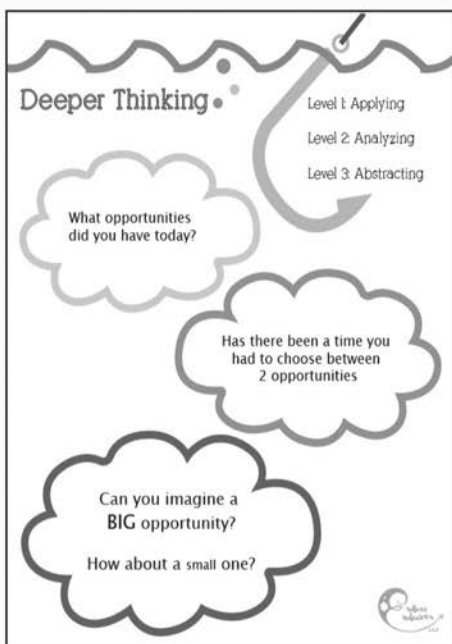 Deeper Thinking
Level 1: Applying
Level 2: Analyzing
Level 3: Abstracting
What opportunities
did you have today?
Has there been a time you
had to choose between
2 opportunities
Can you imagine a
BIG opportunity?
How about a small one?